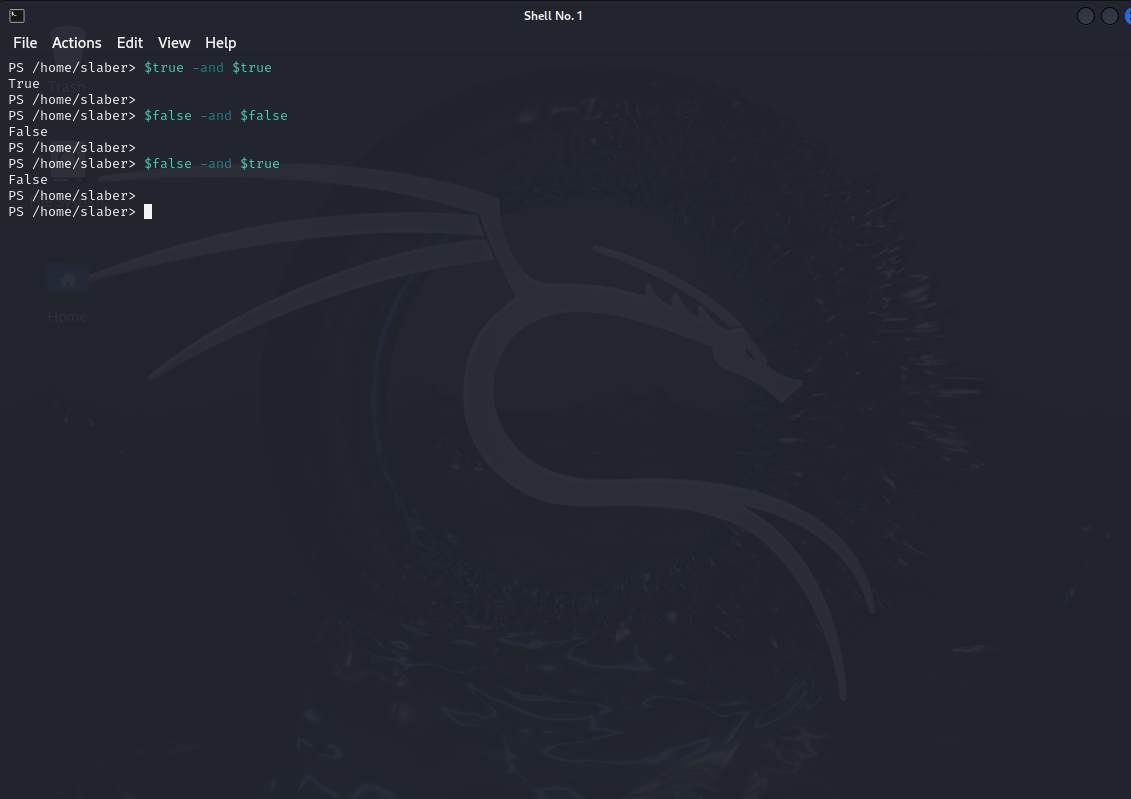 Shell No. 1
File Actions Edit View Help
PS /home/slaber> $true -and $true
True
PS /home/slaber>
PS /home/slaber> $false -and $false
False
PS /home/slaber>
PS /home/slaber> $false -and $true
False
PS /home/slaber>
PS /home/slaber>
Trash
Home